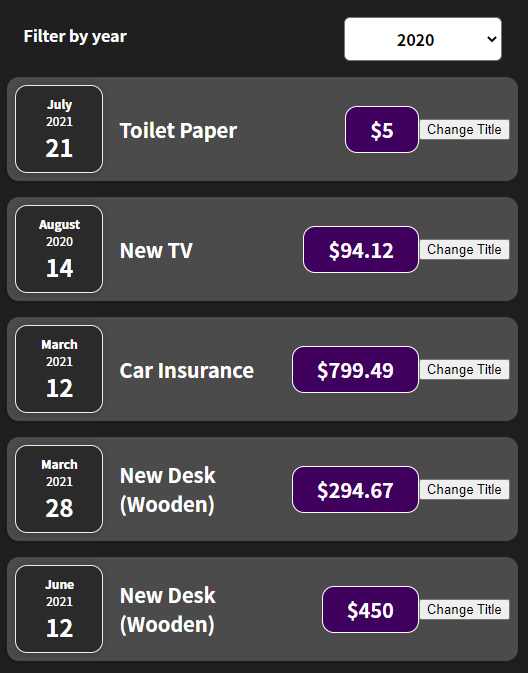 Filter by year
2020
July
2021
21
Toilet Paper
$5
Change Title
August
2020
14
New TV
$94.12
Change Title
March
2021
12
Car Insurance
$799.49
Change Title
March
2021
28
New Desk
(Wooden)
$294.67
Change Title
June
2021
12
New Desk
(Wooden)
$450
Change Title